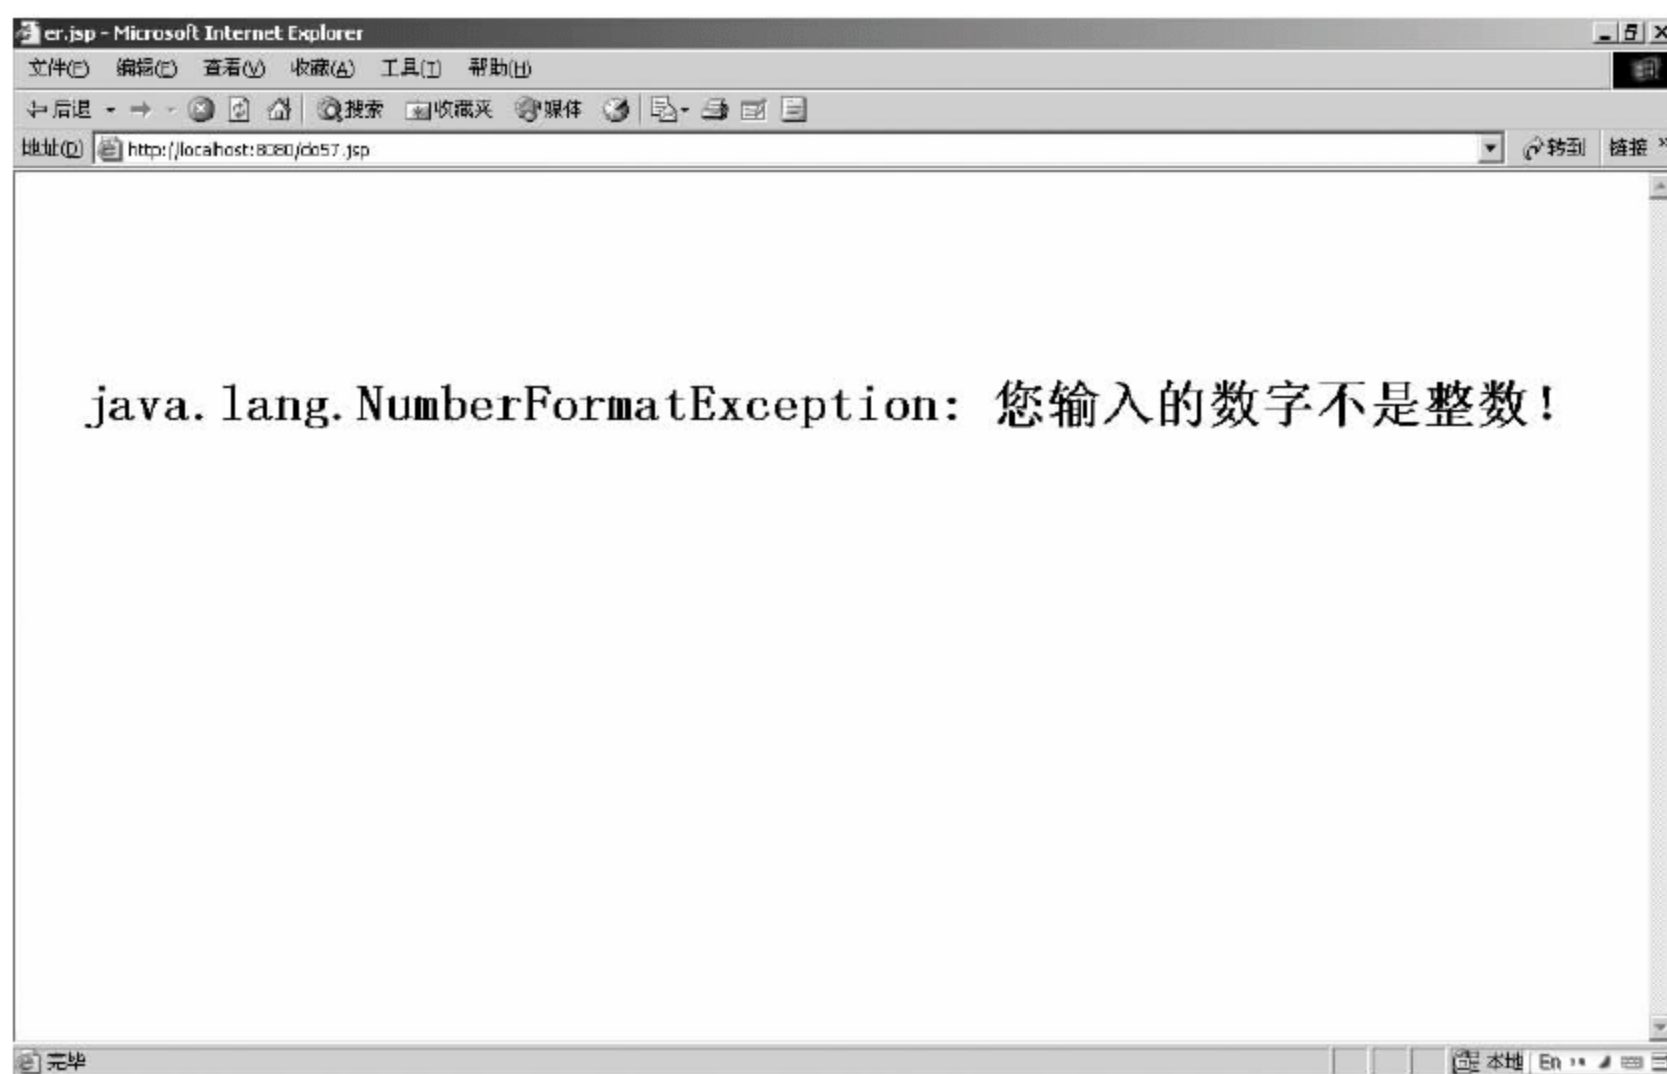 er.jsp - Microsoft Internet Explorer
文件(F) 编辑(E) 查看(V) 收藏(A) 工具(T) 帮助(H)
后退 搜索 收藏夹 媒体
地址(D) http://localhost:8080/do57.jsp 转到 链接 »
java.lang.NumberFormatException: 您输入的数字不是整数!
完毕 本地 En